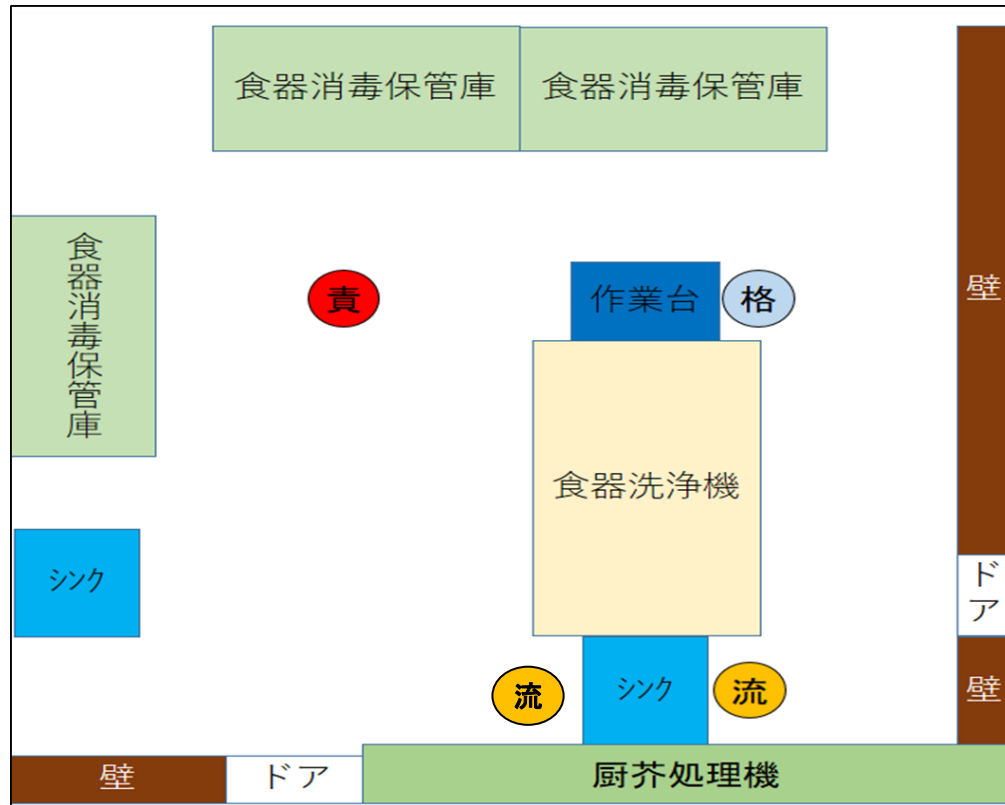 食器消毒保管庫
食器消毒保管庫
食器消毒保管庫
責
作業台
格
壁
食器洗浄機
シンク
ドア
流
シンク
流
壁
壁
ドア
厨芥処理機